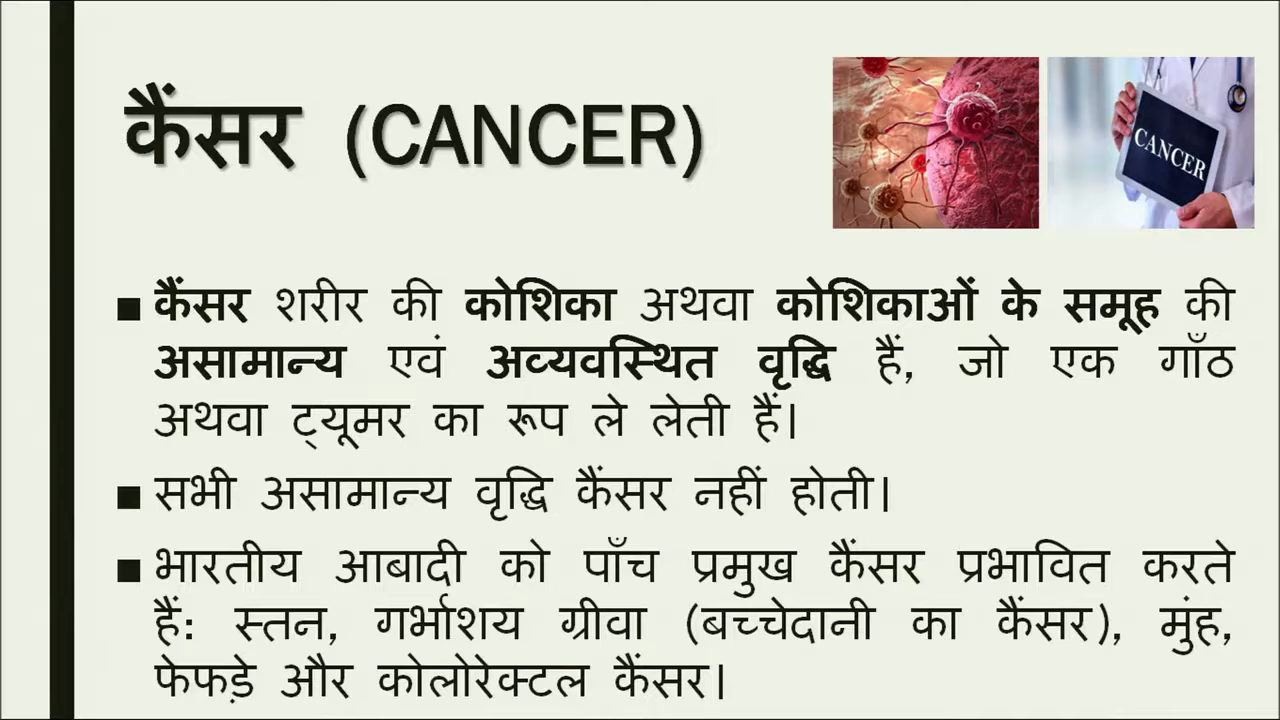 कैंसर (CANCER)
CANCER
■ कैंसर शरीर की कोशिका अथवा कोशिकाओं के समूह की
असामान्य एवं अव्यवस्थित वृद्धि हैं, जो एक गाँठ
अथवा ट्यूमर का रूप ले लेती हैं।
■ सभी असामान्य वृद्धि कैंसर नहीं होती।
■ भारतीय आबादी को पाँच प्रमुख कैंसर प्रभावित करते
हैं: स्तन, गर्भाशय ग्रीवा (बच्चेदानी का कैंसर), मुंह,
फेफड़े और कोलोरेक्टल कैंसर।